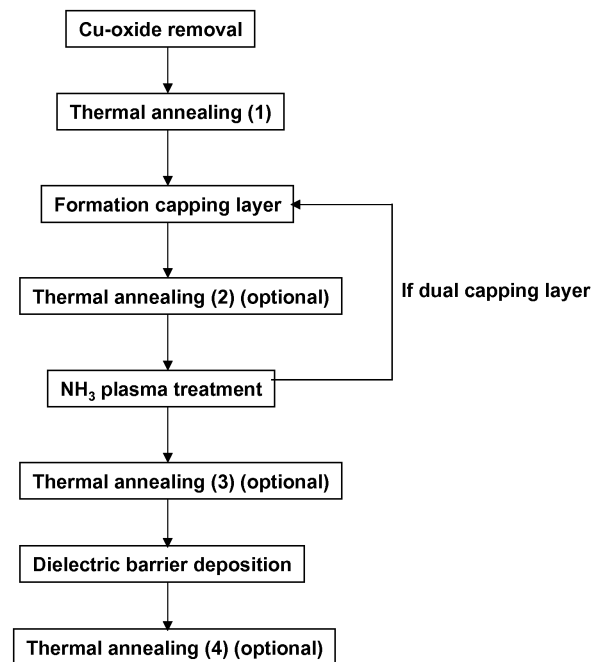 Cu-oxide removal
Thermal annealing (1)
Formation capping layer
Thermal annealing (2) (optional)
If dual capping layer
NH₃ plasma treatment
Thermal annealing (3) (optional)
Dielectric barrier deposition
Thermal annealing (4) (optional)